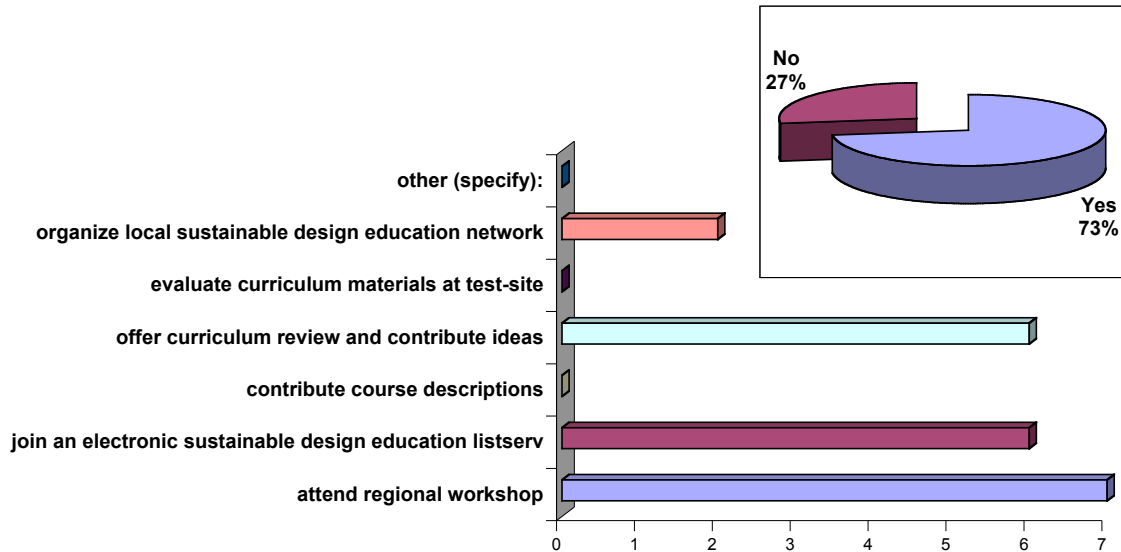 No
27%
Yes
73%
other (specify):
organize local sustainable design education network
evaluate curriculum materials at test-site
offer curriculum review and contribute ideas
contribute course descriptions
join an electronic sustainable design education listserv
attend regional workshop
0 1 2 3 4 5 6 7